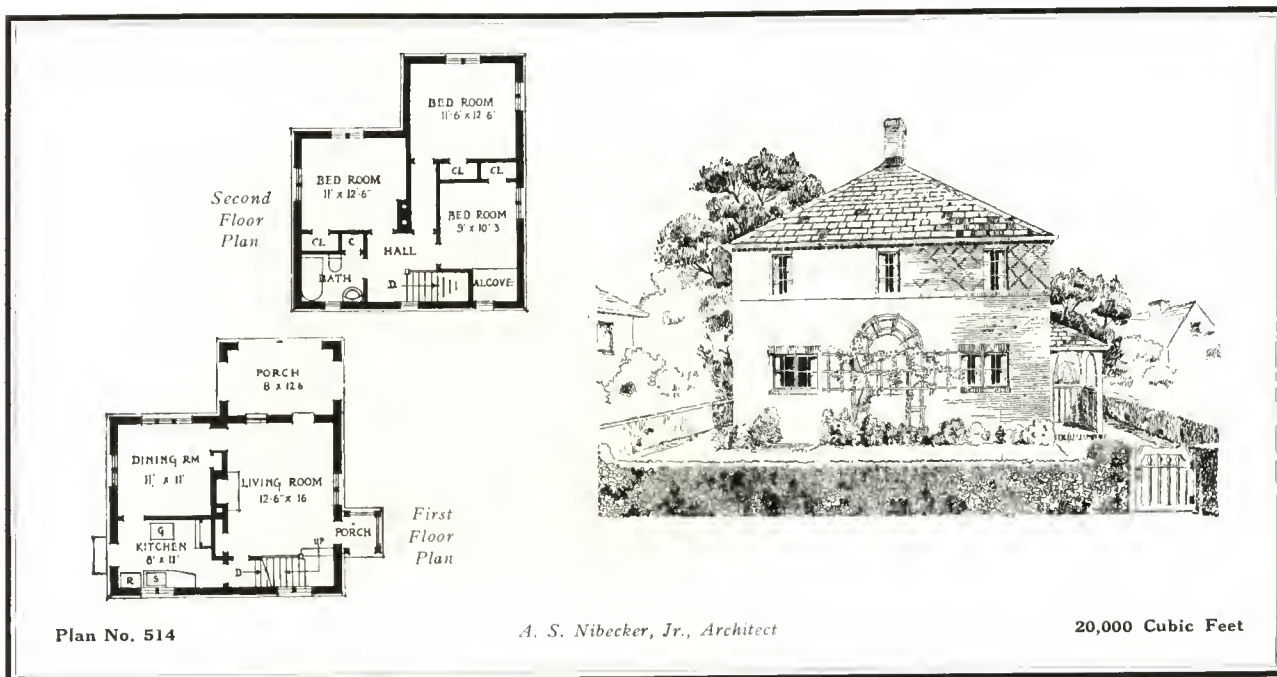 Second
Floor
Plan
BED ROOM
11'-6" x 12'-6"
BED ROOM
11' x 12'-6"
CL
CL
BED ROOM
9' x 10'3
CL
C
HALL
BATH
D
ALCOVE
PORCH
8 x 12 6
DINING RM
11' x 11'
LIVING ROOM
12'-6" x 16
First
Floor
Plan
PORCH
G
KITCHEN
8' x 11'
UP
D
R
S
Plan No. 514
A. S. Nibecker, Jr., Architect
20,000 Cubic Feet